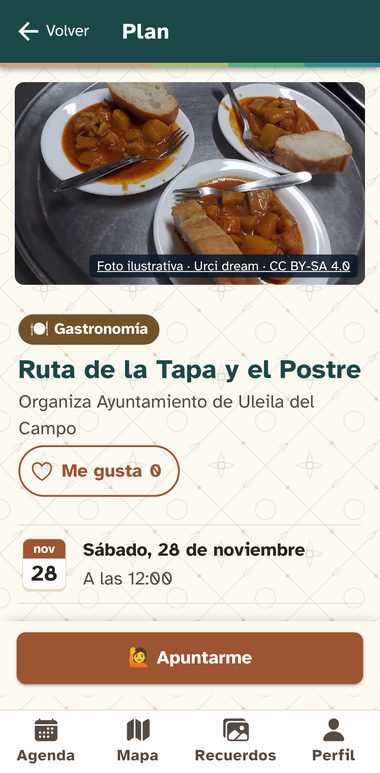 Volver Plan
Foto ilustrativa · Urci dream · CC BY-SA 4.0
Gastronomía
Ruta de la Tapa y el Postre
Organiza Ayuntamiento de Uleila del
Campo
Me gusta 0
nov
28
Sábado, 28 de noviembre
A las 12:00
Apuntarme
Agenda Mapa Recuerdos Perfil